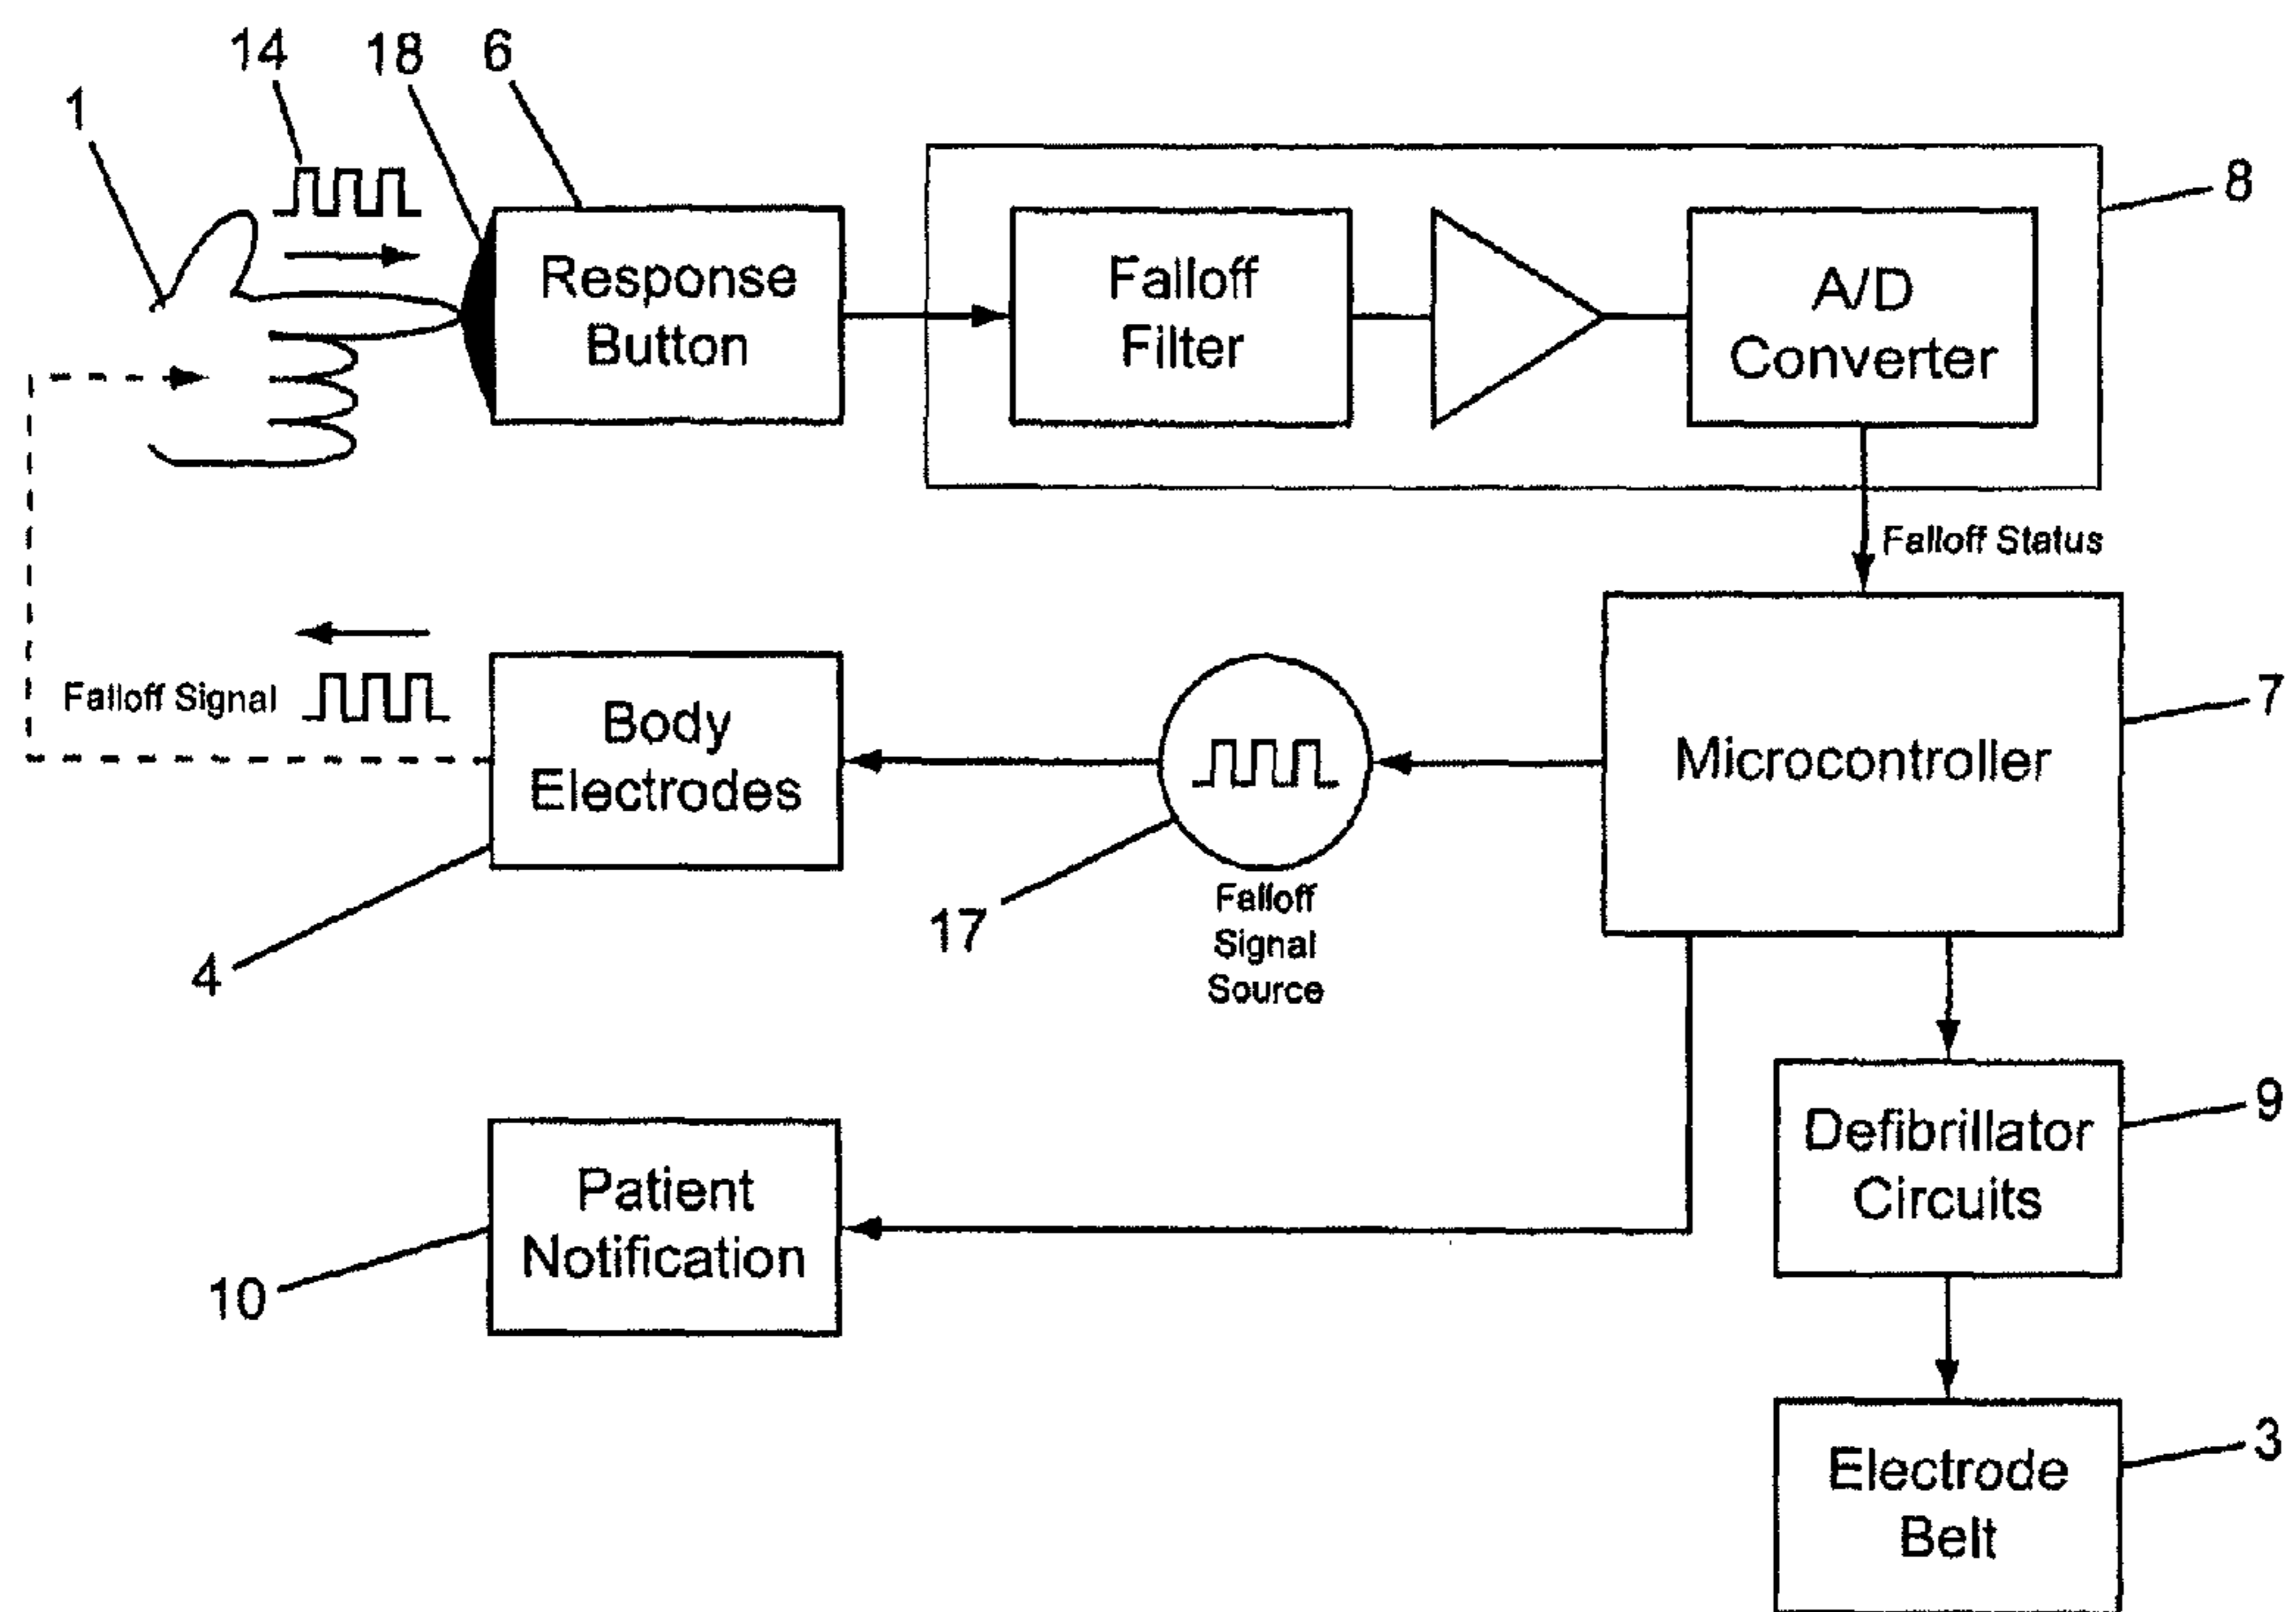 14
18
6
1
8
Response
Button
Falloff
Filter
A/D
Converter
Falloff Status
7
Falloff Signal
Body
Electrodes
Microcontroller
17
Falloff
Signal
Source
4
9
Patient
Notification
Defibrillator
Circuits
10
3
Electrode
Belt